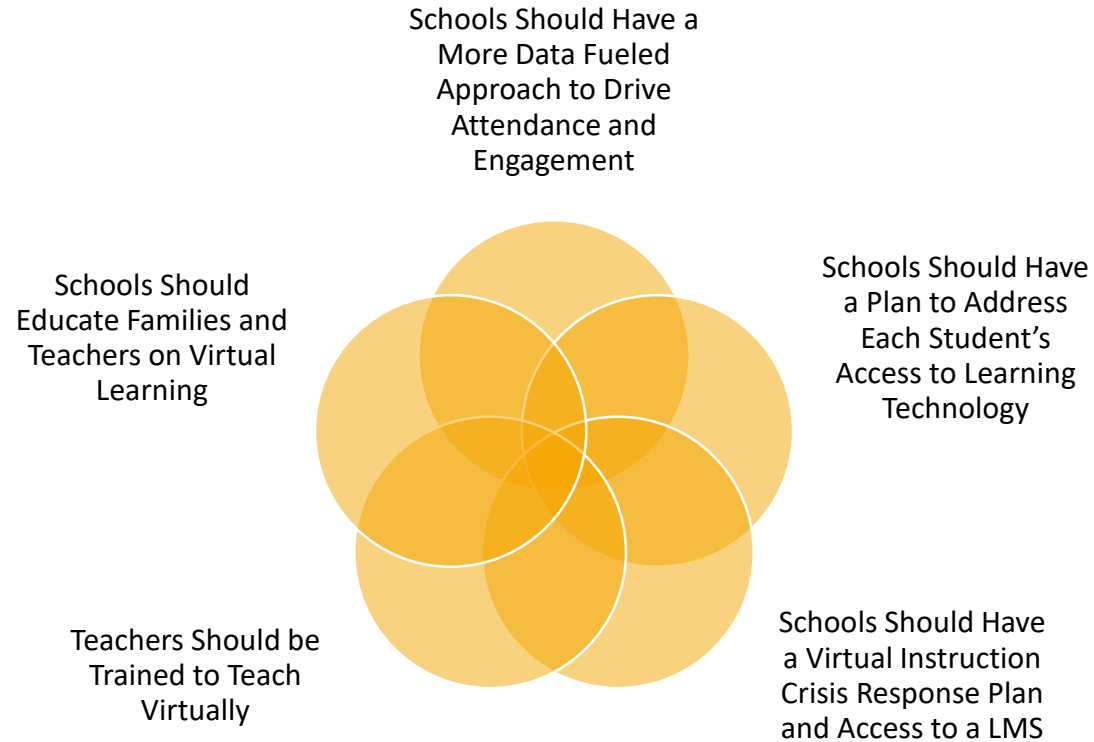 Schools Should Have a
More Data Fueled
Approach to Drive
Attendance and
Engagement
Schools Should Have
a Plan to Address
Each Student’s
Access to Learning
Technology
Schools Should Have
a Virtual Instruction
Crisis Response Plan
and Access to a LMS
Teachers Should be
Trained to Teach
Virtually
Schools Should
Educate Families and
Teachers on Virtual
Learning